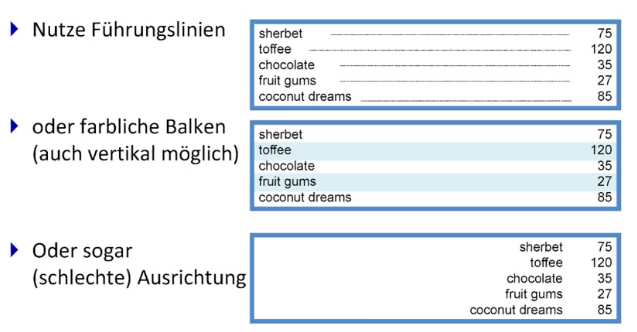 Nutze Führungslinien
sherbet 75
toffee 120
chocolate 35
fruit gums 27
coconut dreams 85
oder farbliche Balken
(auch vertikal möglich)
sherbet 75
toffee 120
chocolate 35
fruit gums 27
coconut dreams 85
Oder sogar
(schlechte) Ausrichtung
sherbet 75
toffee 120
chocolate 35
fruit gums 27
coconut dreams 85